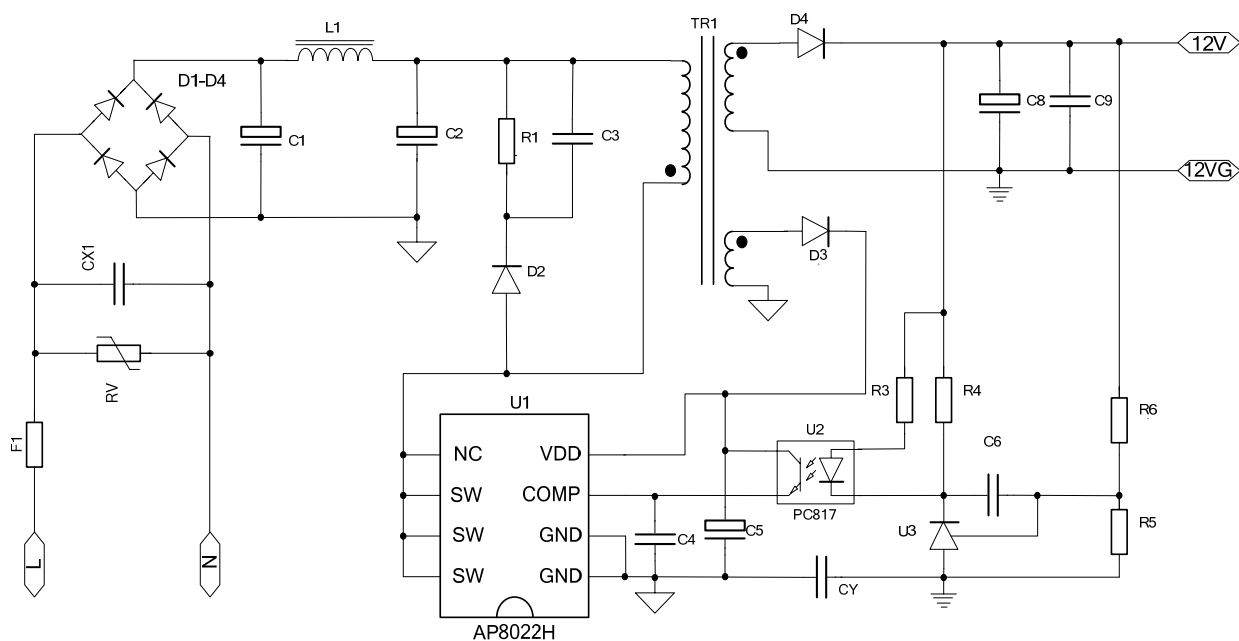 L1
TR1
D4
12V
D1-D4
C1
C2
R1
C3
C8
C9
12VG
D2
D3
CX1
RV
F1
L
N
U1
NC
VDD
SW
COMP
SW
GND
SW
GND
AP8022H
R3
R4
R6
U2
PC817
C6
C4
C5
U3
R5
CY